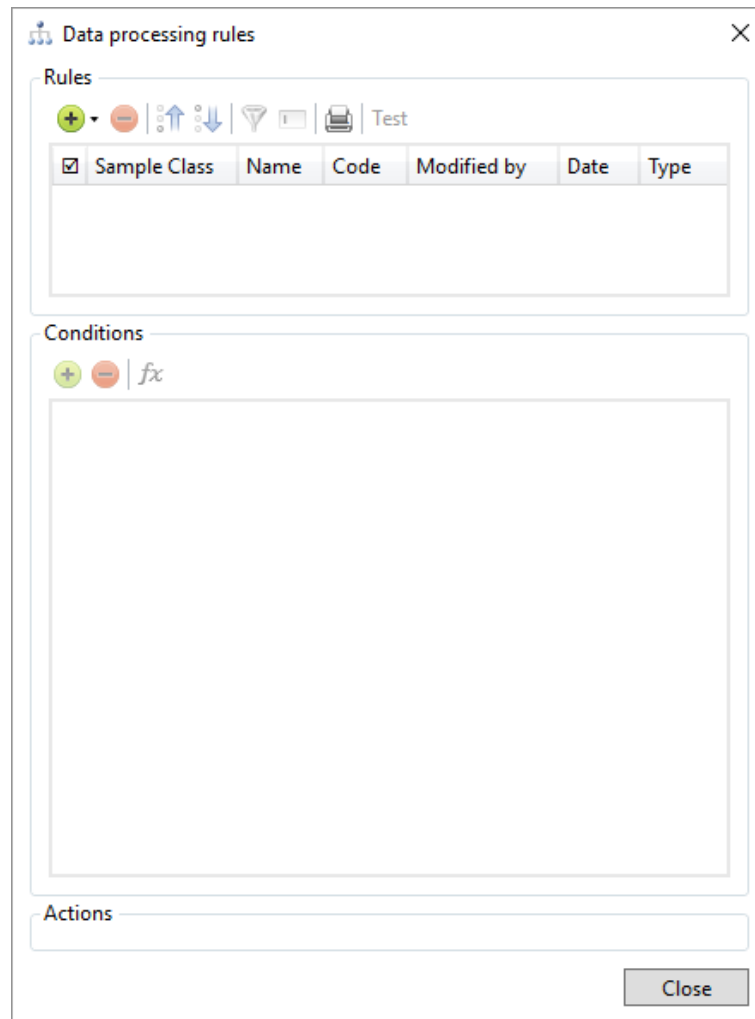 Data processing rules
Rules
Test
Sample Class Name Code Modified by Date Type
Conditions
fx
Actions
Close